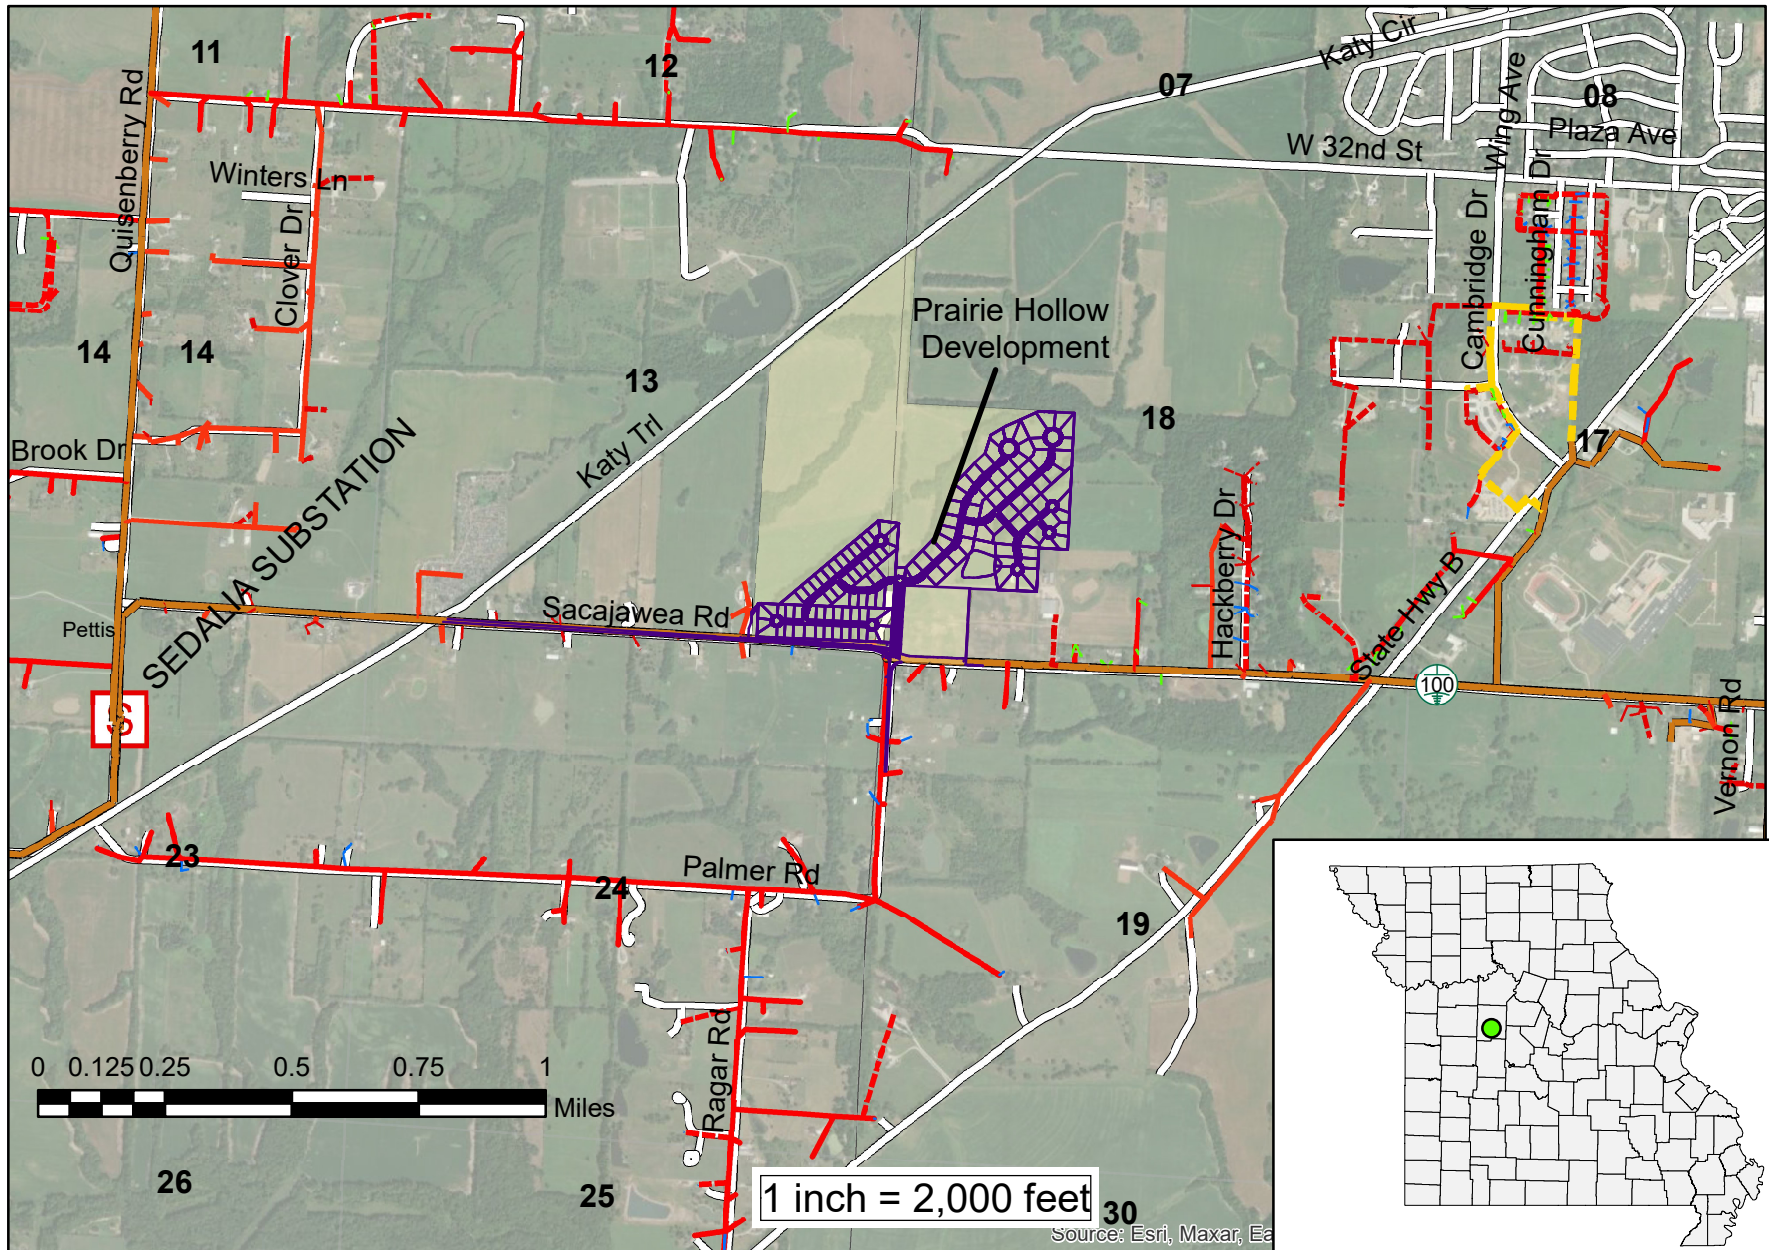 11
12
07
Katy Cir
Wing Ave
08
Plaza Ave
W 32nd St
Quisenberry Rd
Winters Ln
Clover Dr
Cambridge Dr
Cunningham Dr
Prairie Hollow
Development
14
14
13
18
17
Brook Dr
Katy Trl
SEDALIA SUBSTATION
Hackberry Dr
State Hwy B
Sacajawea Rd
Pettis
S
100
Vernon Rd
23
Palmer Rd
24
19
Ragar Rd
0 0.125 0.25 0.5 0.75 1
Miles
26
25
30
1 inch = 2,000 feet
Source: Esri, Maxar, Ea